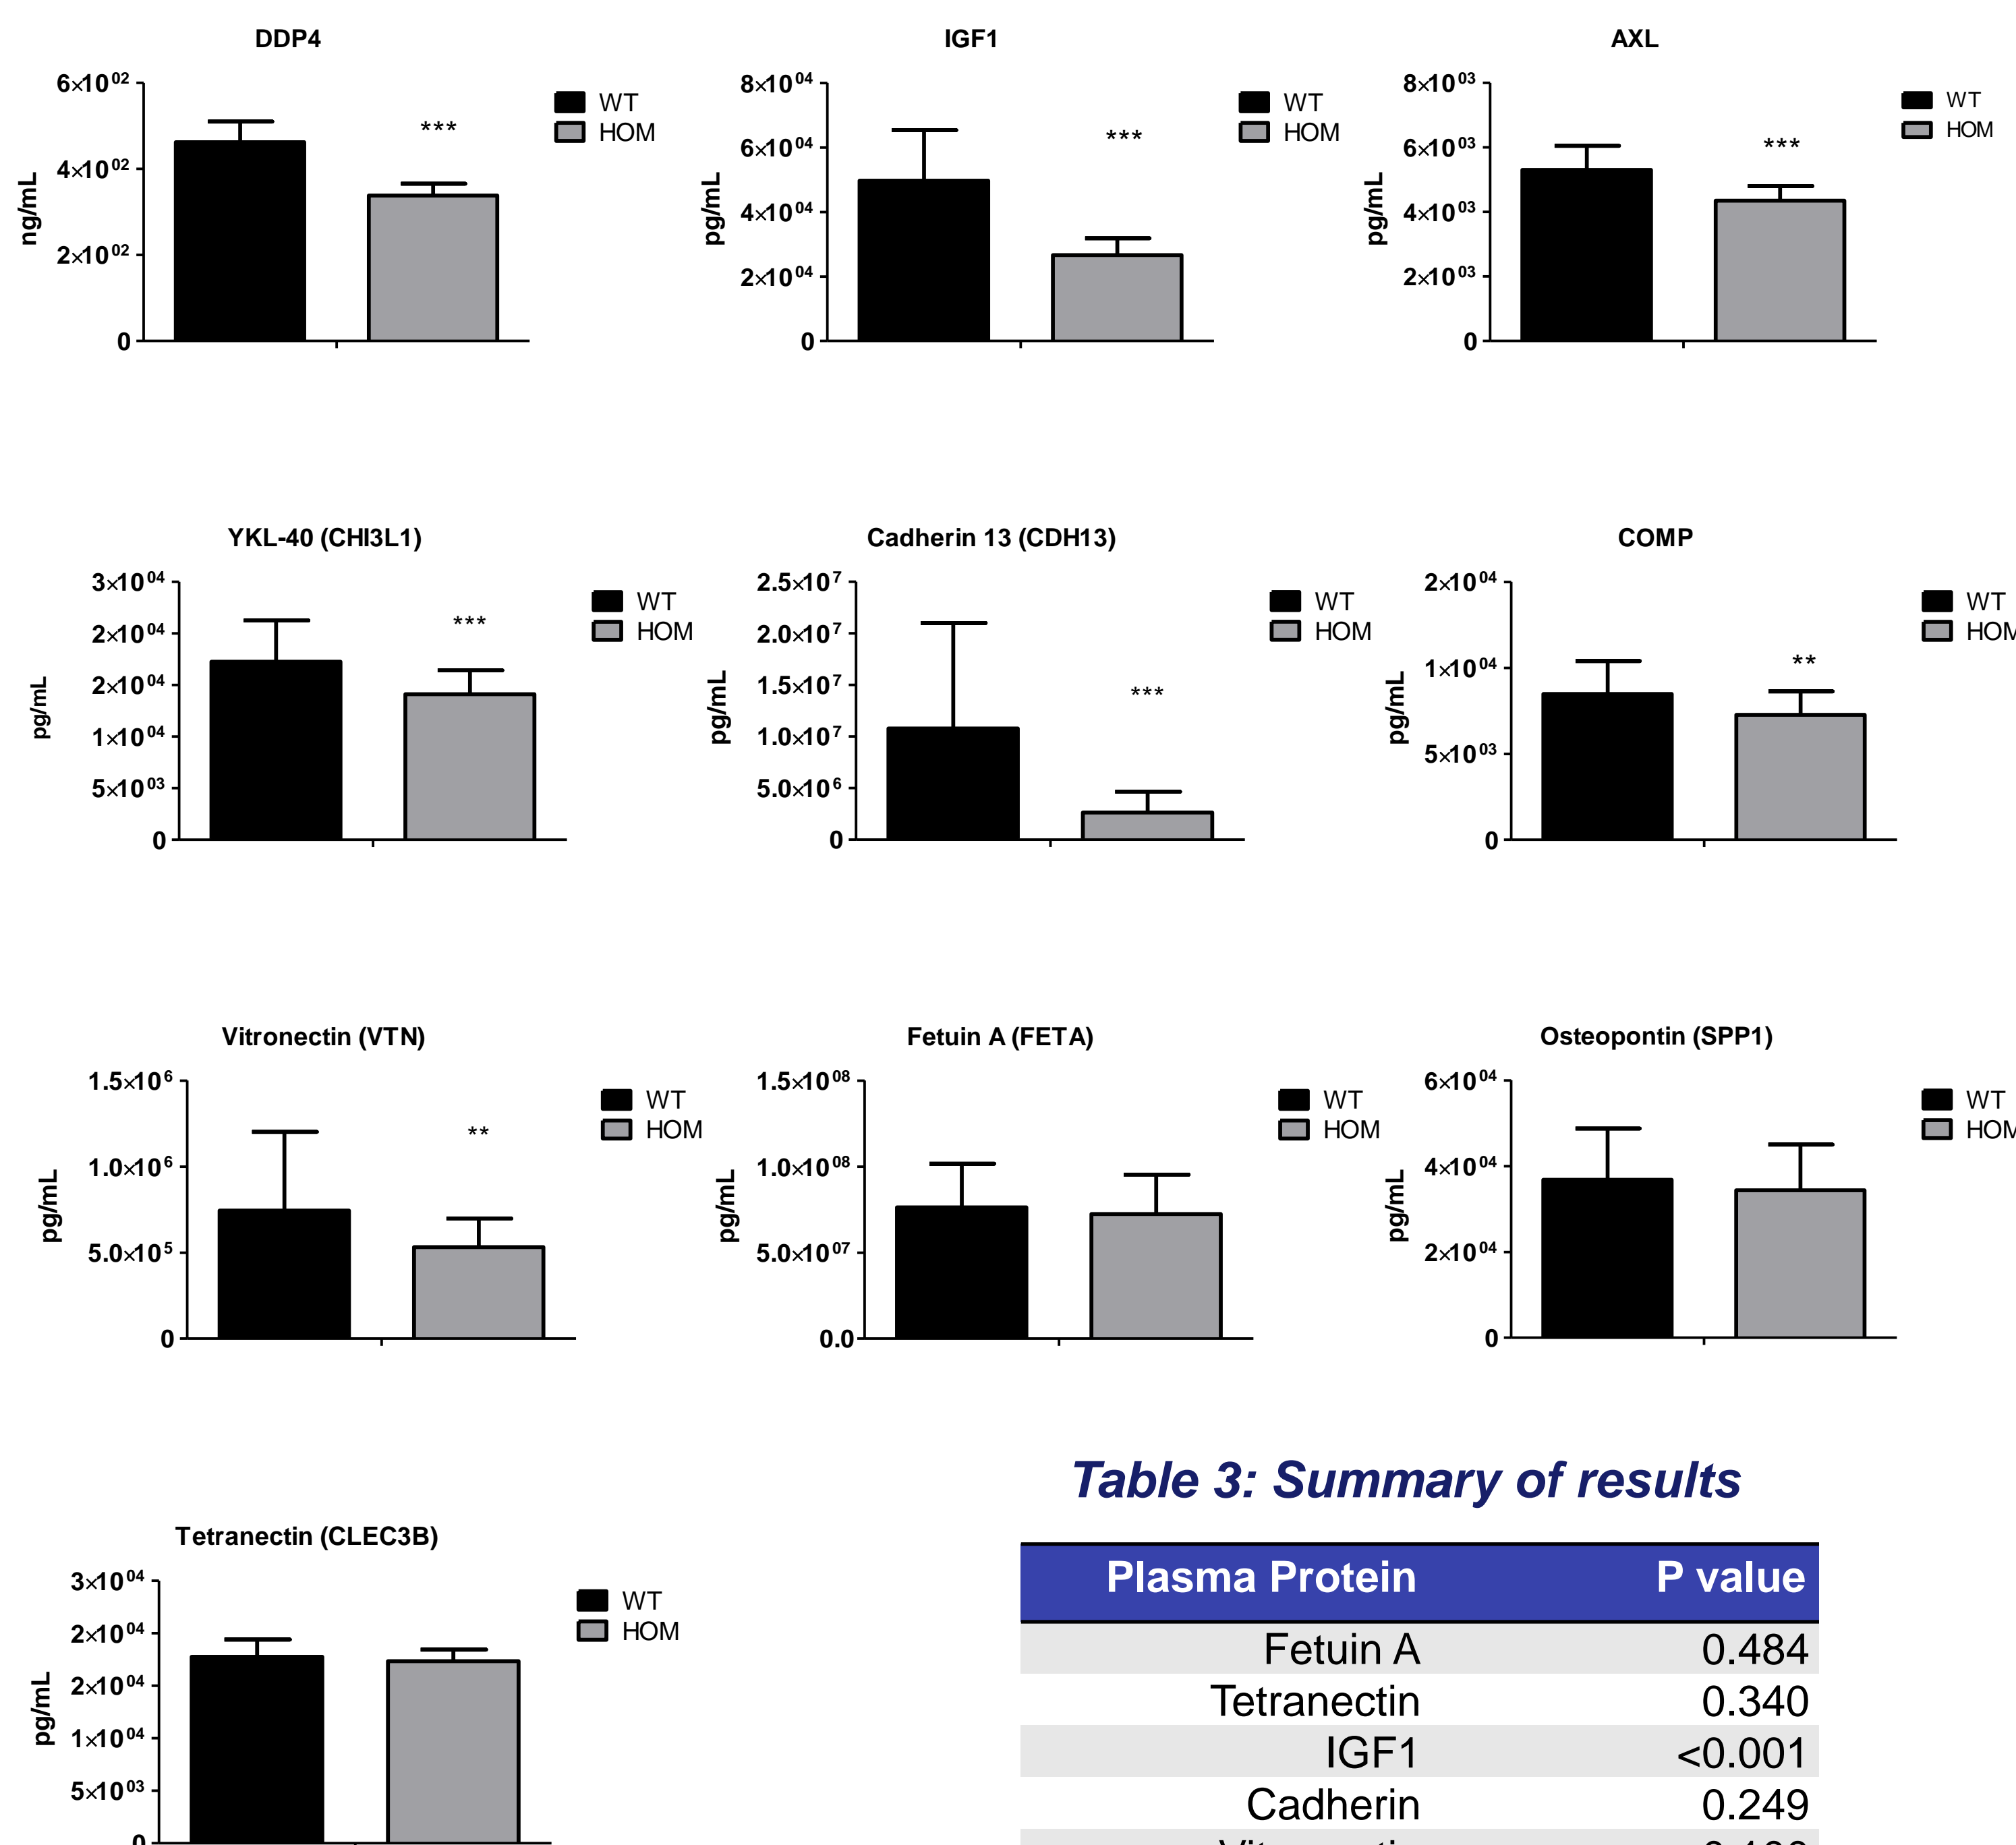 DDP4
6×10⁰²
4×10⁰²
2×10⁰²
0
ng/mL
WT
HOM
***
IGF1
8×10⁰⁴
6×10⁰⁴
4×10⁰⁴
2×10⁰⁴
0
pg/mL
WT
HOM
***
AXL
8×10⁰³
6×10⁰³
4×10⁰³
2×10⁰³
0
pg/mL
WT
HOM
***
YKL-40 (CHI3L1)
3×10⁰⁴
2×10⁰⁴
2×10⁰⁴
1×10⁰⁴
5×10⁰³
0
pg/mL
WT
HOM
***
Cadherin 13 (CDH13)
2.5×10⁷
2.0×10⁷
1.5×10⁷
1.0×10⁷
5.0×10⁶
0
pg/mL
WT
HOM
***
COMP
2×10⁰⁴
1×10⁰⁴
5×10⁰³
0
pg/mL
WT
HOM
**
Vitronectin (VTN)
1.5×10⁶
1.0×10⁶
5.0×10⁵
0
pg/mL
WT
HOM
**
Fetuin A (FETA)
1.5×10⁰⁸
1.0×10⁰⁸
5.0×10⁰⁷
0.0
pg/mL
WT
HOM
Osteopontin (SPP1)
6×10⁰⁴
4×10⁰⁴
2×10⁰⁴
0
pg/mL
WT
HOM
Tetranectin (CLEC3B)
3×10⁰⁴
2×10⁰⁴
2×10⁰⁴
1×10⁰⁴
5×10⁰³
0
pg/mL
WT
HOM
Table 3: Summary of results
Plasma Protein P value
Fetuin A 0.484
Tetranectin 0.340
IGF1 <0.001
Cadherin 0.249